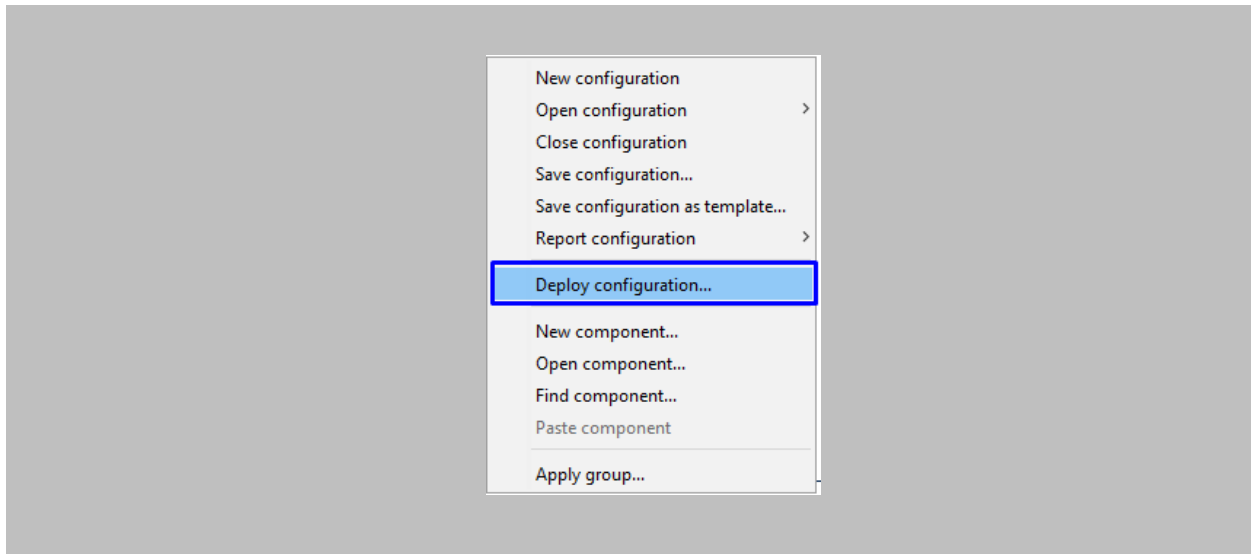 New configuration
Open configuration
Close configuration
Save configuration...
Save configuration as template...
Report configuration
Deploy configuration...
New component...
Open component...
Find component...
Paste component
Apply group...